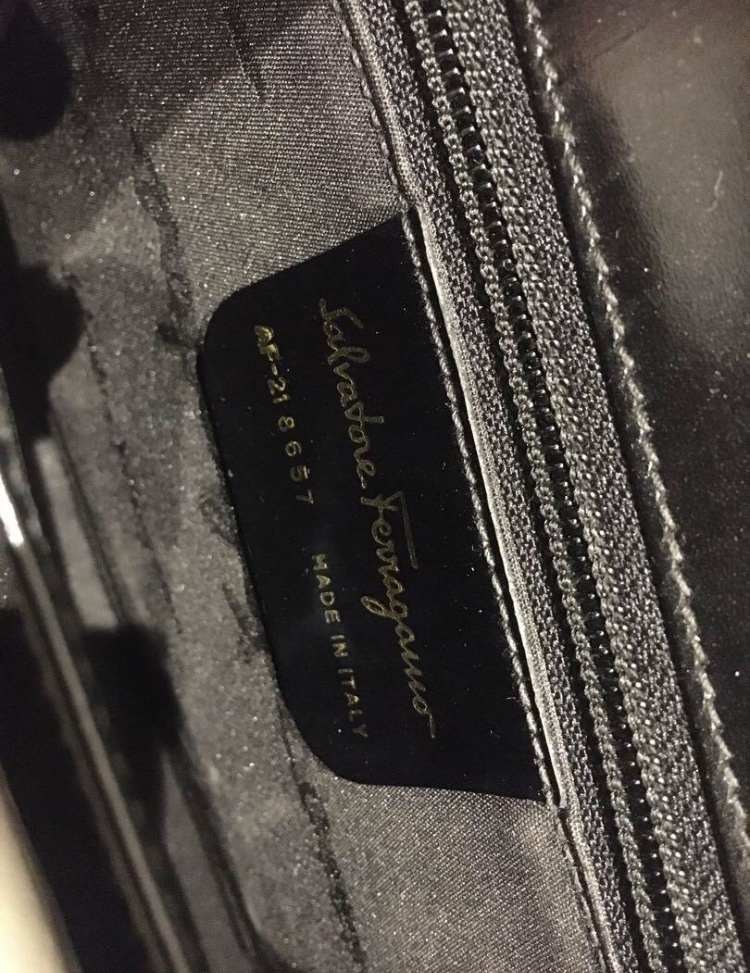 Salvatore Ferragamo
AF-21 8657 MADE IN ITALY